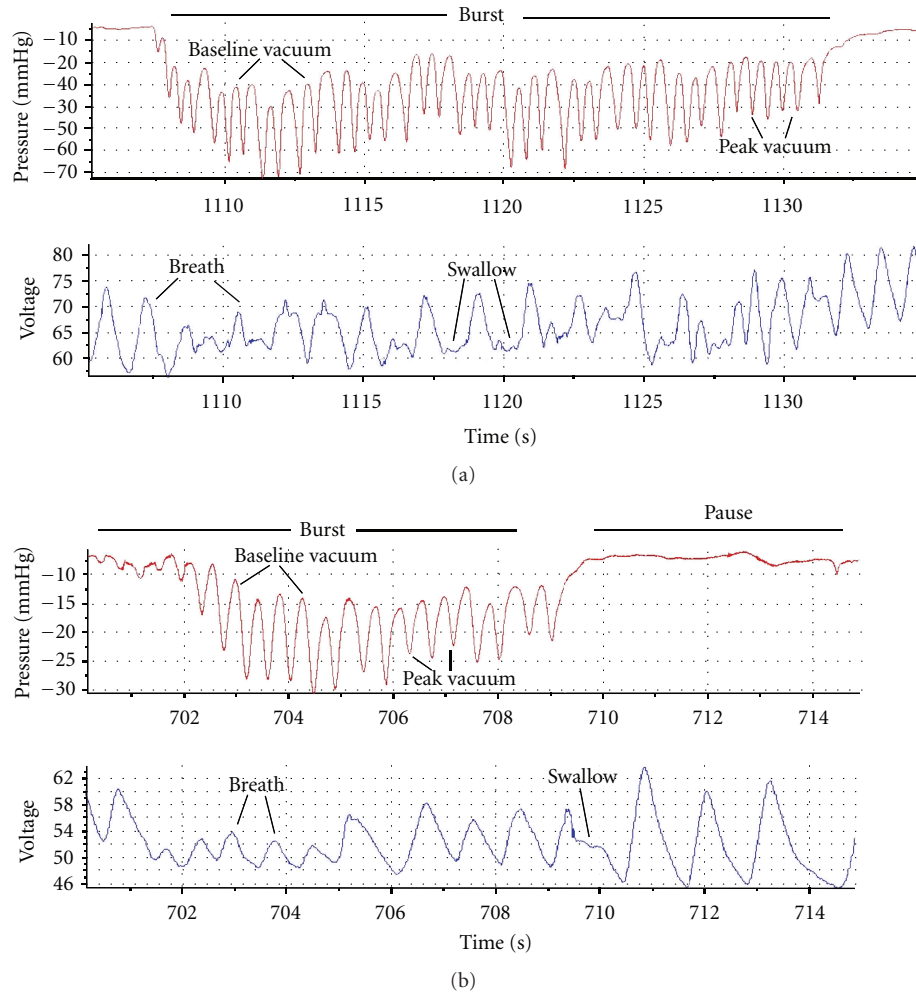 Burst
Pressure (mmHg)
−10
−20
−40
−30
−50
−60
−70
Baseline vacuum
Peak vacuum
1110 1115 1120 1125 1130
Voltage
80
75
70
65
60
Breath
Swallow
1110 1115 1120 1125 1130
Time (s)
(a)
Burst
Pause
Pressure (mmHg)
−10
−15
−20
−25
−30
Baseline vacuum
Peak vacuum
702 704 706 708 710 712 714
Voltage
62
58
54
50
46
Breath
Swallow
702 704 706 708 710 712 714
Time (s)
(b)